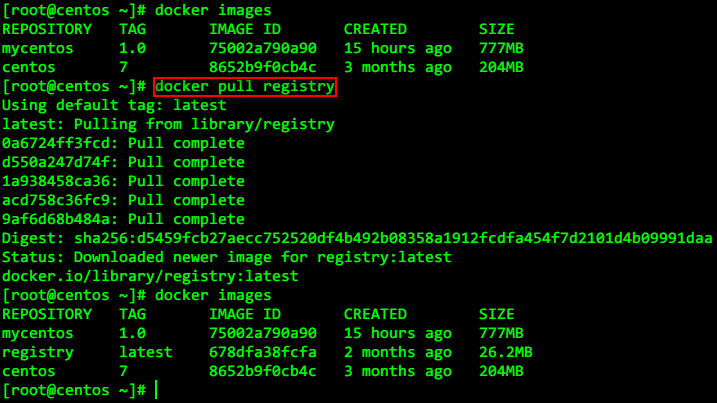 [root@centos ~]# docker images
REPOSITORY   TAG       IMAGE ID       CREATED        SIZE
mycentos     1.0       75002a790a90   15 hours ago   777MB
centos       7         8652b9f0cb4c   3 months ago   204MB
[root@centos ~]# docker pull registry
Using default tag: latest
latest: Pulling from library/registry
0a6724ff3fcd: Pull complete
d550a247d74f: Pull complete
1a938458ca36: Pull complete
acd758c36fc9: Pull complete
9af6d68b484a: Pull complete
Digest: sha256:d5459fcb27aecc752520df4b492b08358a1912fcdfa454f7d2101d4b09991daa
Status: Downloaded newer image for registry:latest
docker.io/library/registry:latest
[root@centos ~]# docker images
REPOSITORY   TAG       IMAGE ID       CREATED        SIZE
mycentos     1.0       75002a790a90   15 hours ago   777MB
registry     latest    678dfa38fcfa   2 months ago   26.2MB
centos       7         8652b9f0cb4c   3 months ago   204MB
[root@centos ~]#